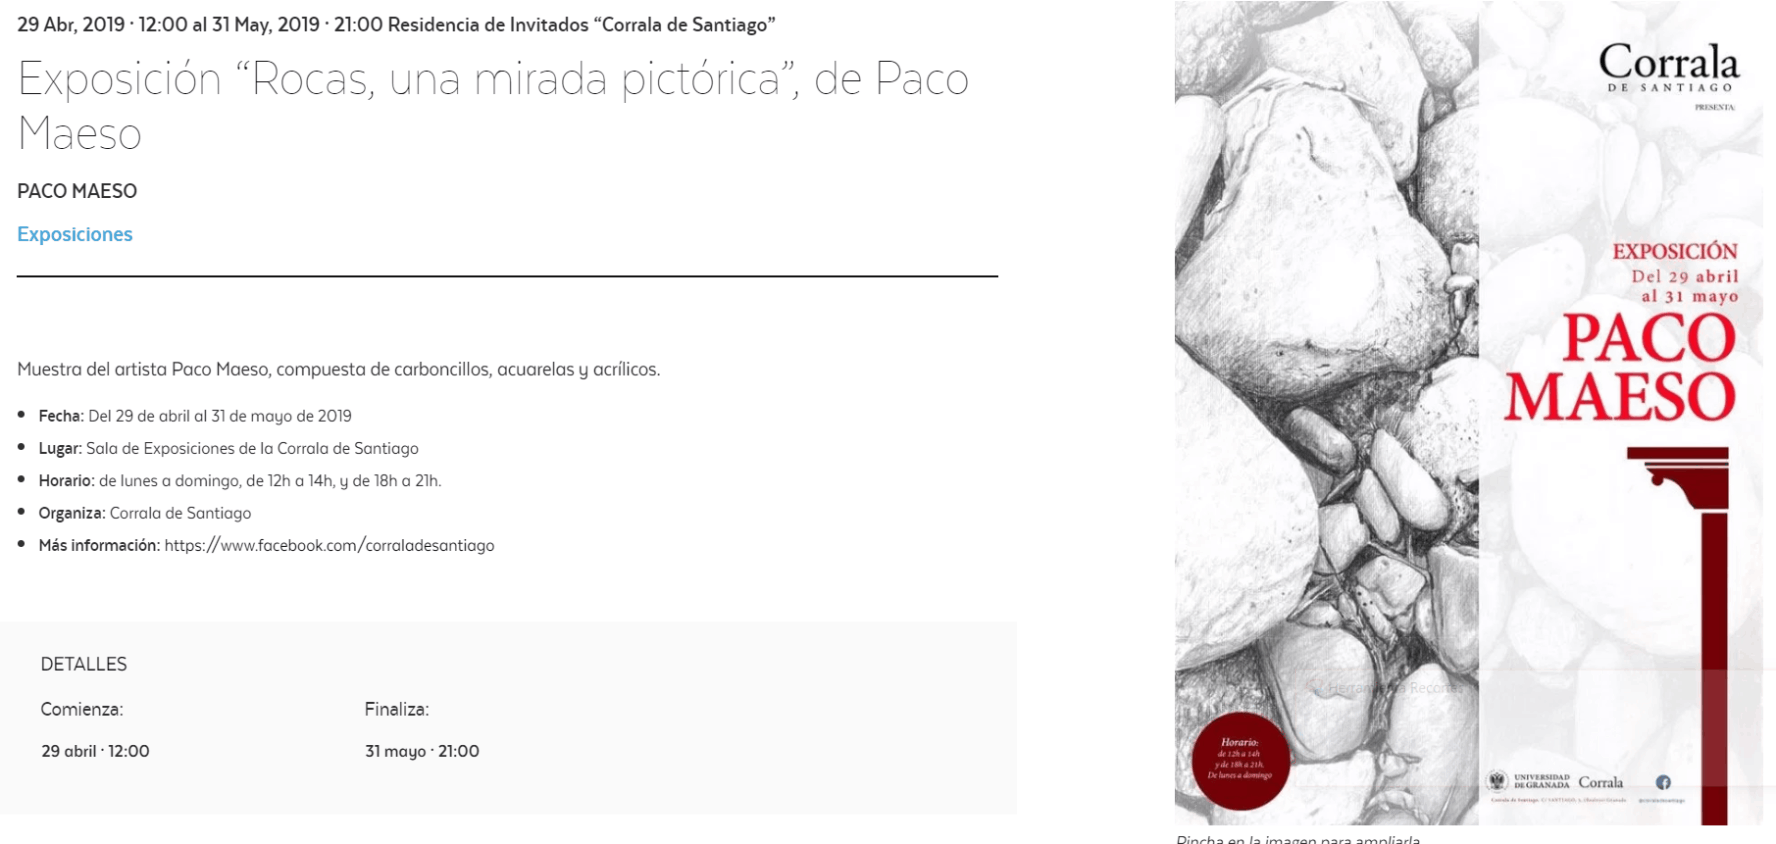 29 Abr, 2019 · 12:00 al 31 May, 2019 · 21:00 Residencia de Invitados “Corrala de Santiago”
Exposición “Rocas, una mirada pictórica”, de Paco
Maeso
PACO MAESO
Exposiciones
Muestra del artista Paco Maeso, compuesta de carboncillos, acuarelas y acrílicos.
• Fecha: Del 29 de abril al 31 de mayo de 2019
• Lugar: Sala de Exposiciones de la Corrala de Santiago
• Horario: de lunes a domingo, de 12h a 14h, y de 18h a 21h.
• Organiza: Corrala de Santiago
• Más información: https://www.facebook.com/corraladesantiago
DETALLES
Comienza:
Finaliza:
29 abril · 12:00
31 mayo · 21:00
Corrala
DE SANTIAGO
PRESENTA:
EXPOSICIÓN
Del 29 abril
al 31 mayo
PACO
MAESO
Herramienta Recortes
Horario:
de 12h a 14h
y de 18h a 21h.
De lunes a domingo
UNIVERSIDAD
DE GRANADA
Corrala
Corrala de Santiago
Pincha en la imagen para ampliarla